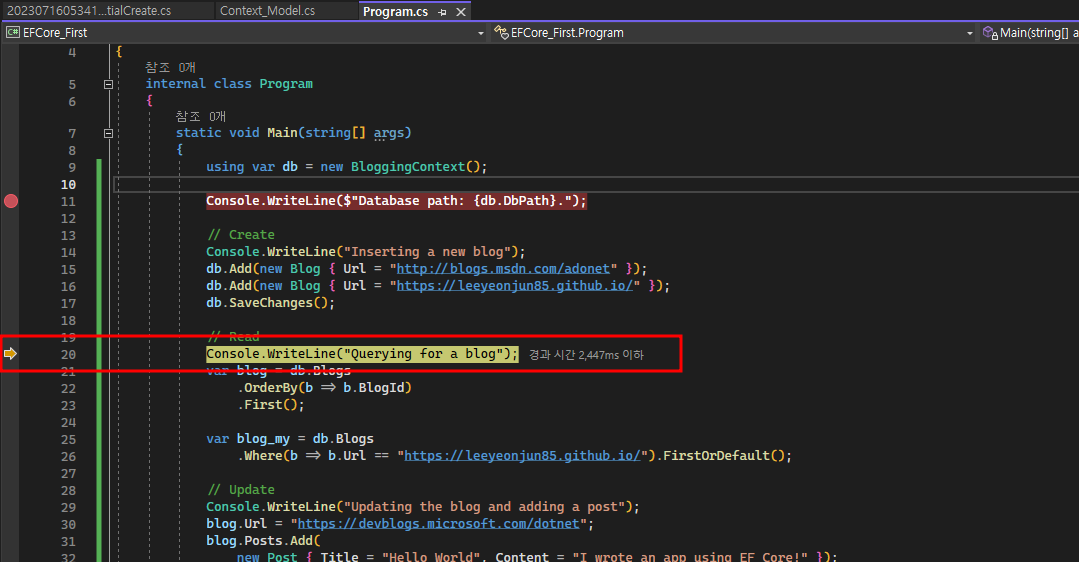 2023071605341...tialCreate.cs Context_Model.cs Program.cs
C# EFCore_First EFCore_First.Program Main(string[] a
4 {
참조 0개
5 internal class Program
6 {
참조 0개
7 static void Main(string[] args)
8 {
9 using var db = new BloggingContext();
10
11 Console.WriteLine($"Database path: {db.DbPath}.");
12
13 // Create
14 Console.WriteLine("Inserting a new blog");
15 db.Add(new Blog { Url = "http://blogs.msdn.com/adonet" });
16 db.Add(new Blog { Url = "https://leeyeonjun85.github.io/" });
17 db.SaveChanges();
18
19 // Read
20 Console.WriteLine("Querying for a blog"); 경과 시간 2,447ms 이하
21 var blog = db.Blogs
22 .OrderBy(b => b.BlogId)
23 .First();
24
25 var blog_my = db.Blogs
26 .Where(b => b.Url == "https://leeyeonjun85.github.io/").FirstOrDefault();
27
28 // Update
29 Console.WriteLine("Updating the blog and adding a post");
30 blog.Url = "https://devblogs.microsoft.com/dotnet";
31 blog.Posts.Add(
32 new Post { Title = "Hello World", Content = "I wrote an app using EF Core!" });